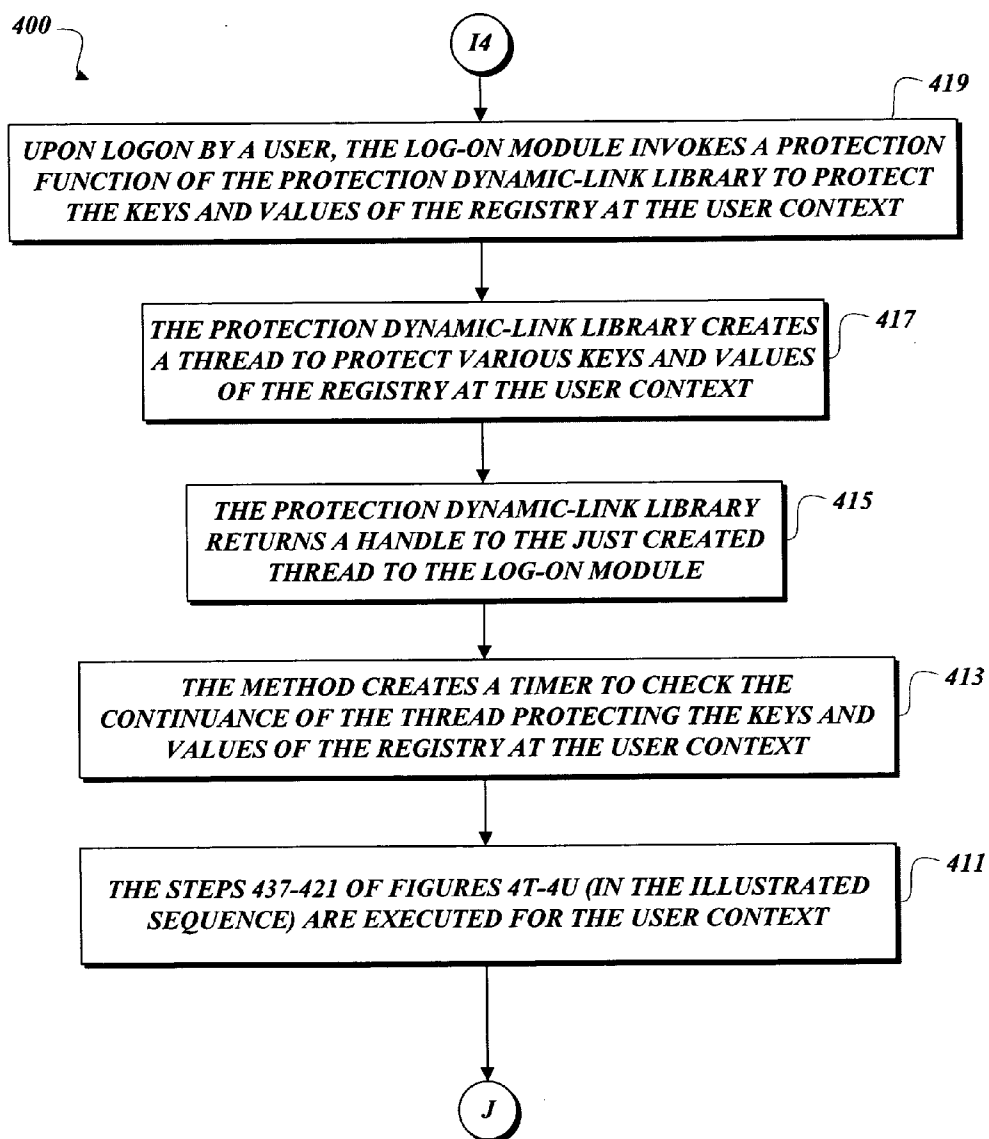 400
I4
419
UPON LOGON BY A USER, THE LOG-ON MODULE INVOKES A PROTECTION
FUNCTION OF THE PROTECTION DYNAMIC-LINK LIBRARY TO PROTECT
THE KEYS AND VALUES OF THE REGISTRY AT THE USER CONTEXT
417
THE PROTECTION DYNAMIC-LINK LIBRARY CREATES
A THREAD TO PROTECT VARIOUS KEYS AND VALUES
OF THE REGISTRY AT THE USER CONTEXT
415
THE PROTECTION DYNAMIC-LINK LIBRARY
RETURNS A HANDLE TO THE JUST CREATED
THREAD TO THE LOG-ON MODULE
413
THE METHOD CREATES A TIMER TO CHECK THE
CONTINUANCE OF THE THREAD PROTECTING THE KEYS AND
VALUES OF THE REGISTRY AT THE USER CONTEXT
411
THE STEPS 437-421 OF FIGURES 4T-4U (IN THE ILLUSTRATED
SEQUENCE) ARE EXECUTED FOR THE USER CONTEXT
J